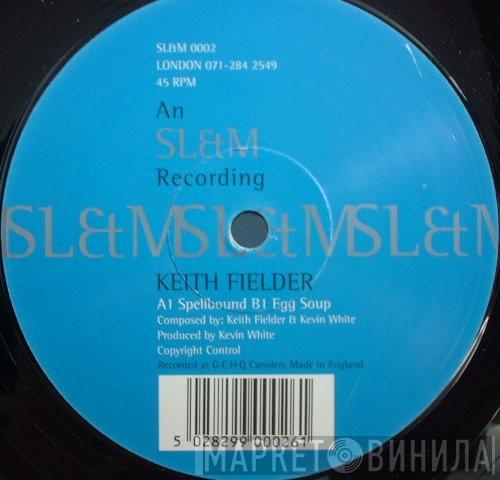 SL&M 0002
LONDON 071-284 2549
45 RPM
An
SL&M
Recording
SL&M SL&M SL&M
KEITH FIELDER
A1 Spellbound B1 Egg Soup
Composed by: Keith Fielder & Kevin White
Produced by Kevin White
Copyright Control
Recorded at G-C-H-Q Camden, Made in England
5 028299 000261
МАРКЕТ ВИНИЛА